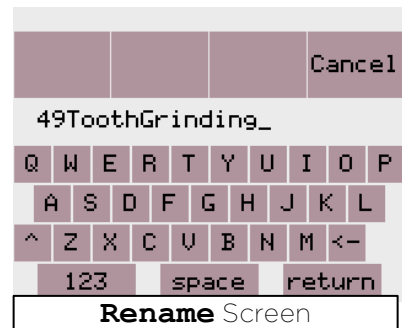 Cancel
49ToothGrinding_
Q W E R T Y U I O P
A S D F G H J K L
^ Z X C V B N M <-
123 space return
Rename Screen